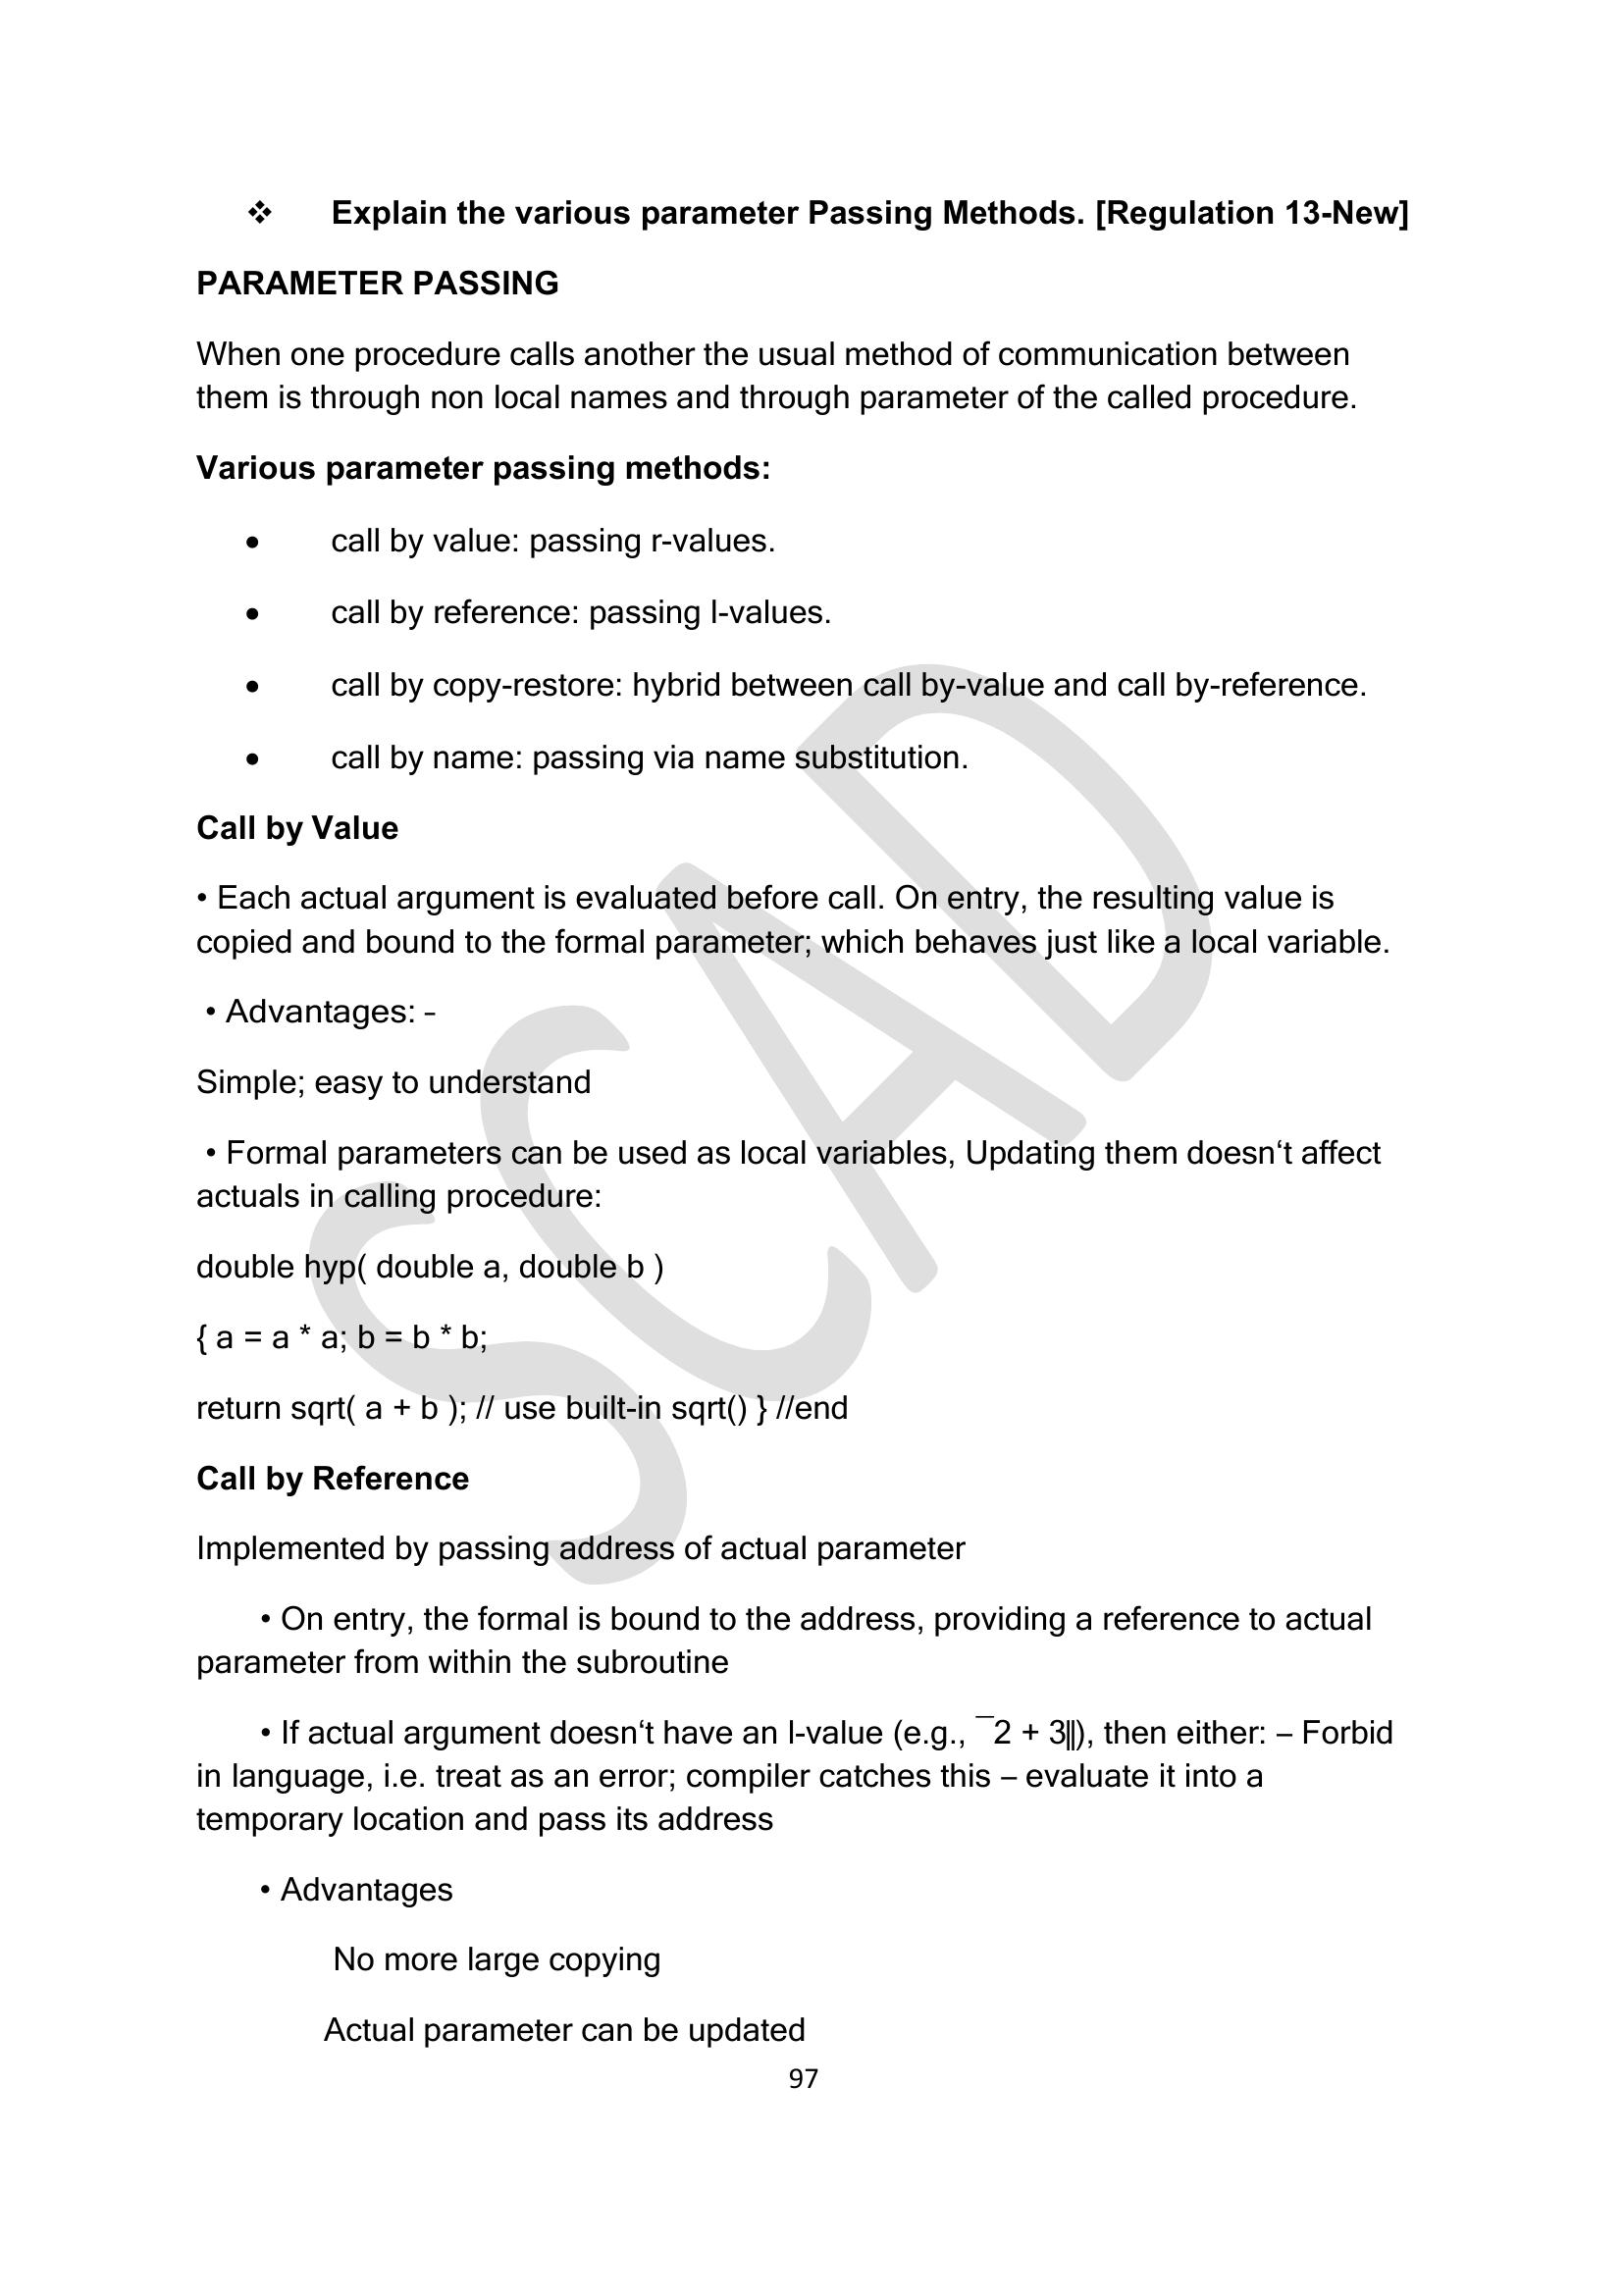 ❖ Explain the various parameter Passing Methods. [Regulation 13-New]
PARAMETER PASSING
When one procedure calls another the usual method of communication between
them is through non local names and through parameter of the called procedure.
Various parameter passing methods:
• call by value: passing r-values.
• call by reference: passing l-values.
• call by copy-restore: hybrid between call by-value and call by-reference.
• call by name: passing via name substitution.
Call by Value
• Each actual argument is evaluated before call. On entry, the resulting value is
copied and bound to the formal parameter; which behaves just like a local variable.
• Advantages: –
Simple; easy to understand
• Formal parameters can be used as local variables, Updating them doesn‘t affect
actuals in calling procedure:
double hyp( double a, double b )
{ a = a * a; b = b * b;
return sqrt( a + b ); // use built-in sqrt() } //end
Call by Reference
Implemented by passing address of actual parameter
• On entry, the formal is bound to the address, providing a reference to actual
parameter from within the subroutine
• If actual argument doesn‘t have an l-value (e.g., ¯2 + 3‖), then either: – Forbid
in language, i.e. treat as an error; compiler catches this – evaluate it into a
temporary location and pass its address
• Advantages
No more large copying
Actual parameter can be updated
97
SCAD